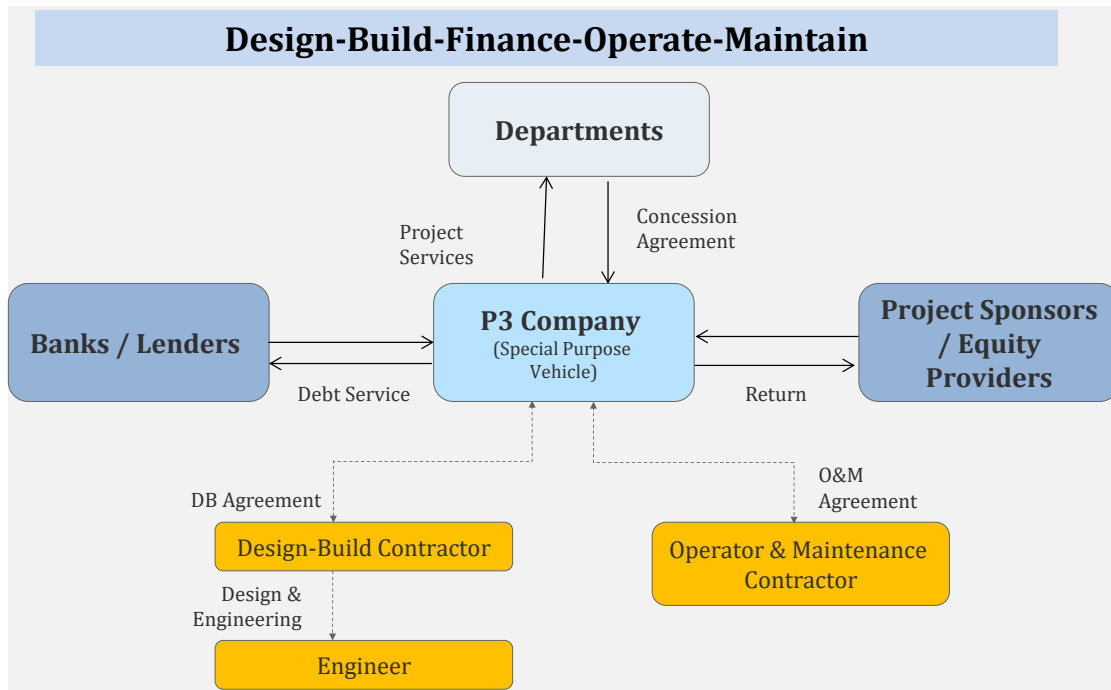 Design-Build-Finance-Operate-Maintain
Departments
Project
Services
Concession
Agreement
Banks / Lenders
P3 Company
(Special Purpose
Vehicle)
Project Sponsors
/ Equity
Providers
Debt Service
Return
DB Agreement
O&M
Agreement
Design-Build Contractor
Operator & Maintenance
Contractor
Design &
Engineering
Engineer